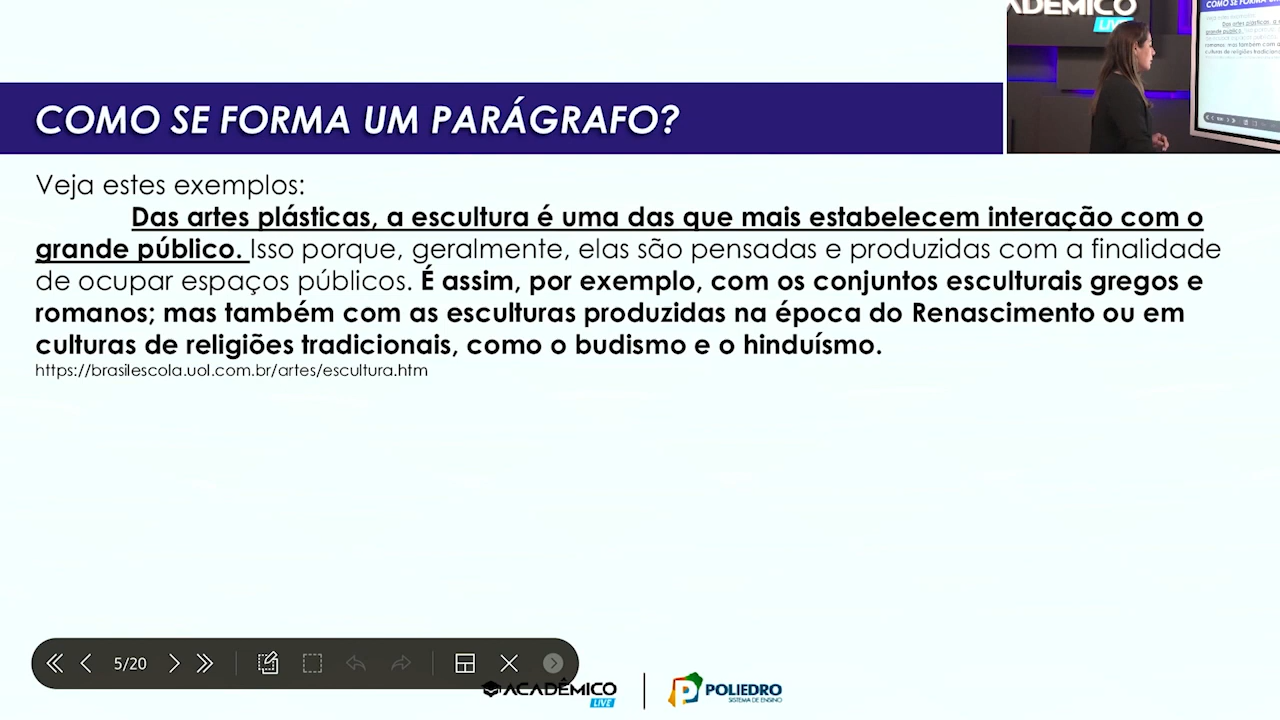 ADÊMICO
LIVE
COMO SE FORMA UM PARÁGRAFO?
Veja estes exemplos:
Das artes plásticas, a escultura é uma das que mais estabelecem interação com o
grande público. Isso porque, geralmente, elas são pensadas e produzidas com a finalidade
de ocupar espaços públicos. É assim, por exemplo, com os conjuntos esculturais gregos e
romanos; mas também com as esculturas produzidas na época do Renascimento ou em
culturas de religiões tradicionais, como o budismo e o hinduísmo.
https://brasilescola.uol.com.br/artes/escultura.htm
5/20
ACADÊMICO
LIVE
POLIEDRO
SISTEMA DE ENSINO